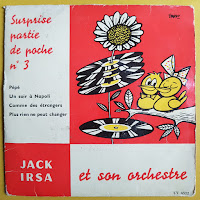 Surprise
partie
de poche
n° 3
Pépé
Un soir à Napoli
Comme des étrangers
Plus rien ne peut changer
JACK
IRSA
et son orchestre